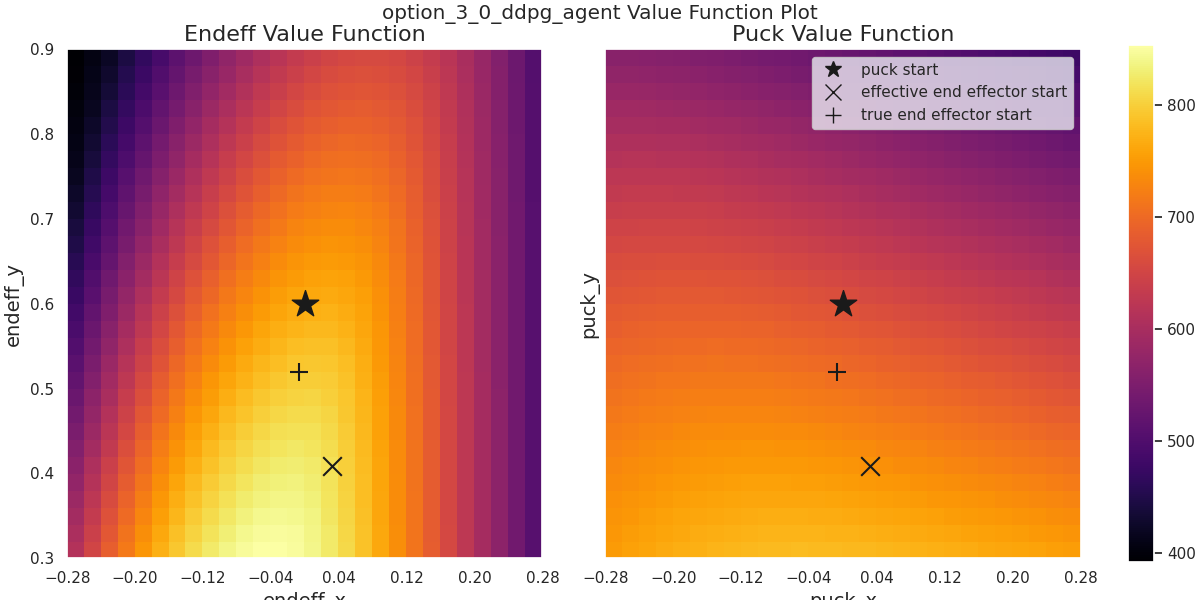 option_3_0_ddpg_agent Value Function Plot
Endeff Value Function
Puck Value Function
0.9
0.8
0.7
0.6
0.5
0.4
0.3
endeff_y
−0.28 −0.20 −0.12 −0.04 0.04 0.12 0.20 0.28
endeff_x
puck_y
puck start
effective end effector start
true end effector start
−0.28 −0.20 −0.12 −0.04 0.04 0.12 0.20 0.28
puck_x
800
700
600
500
400